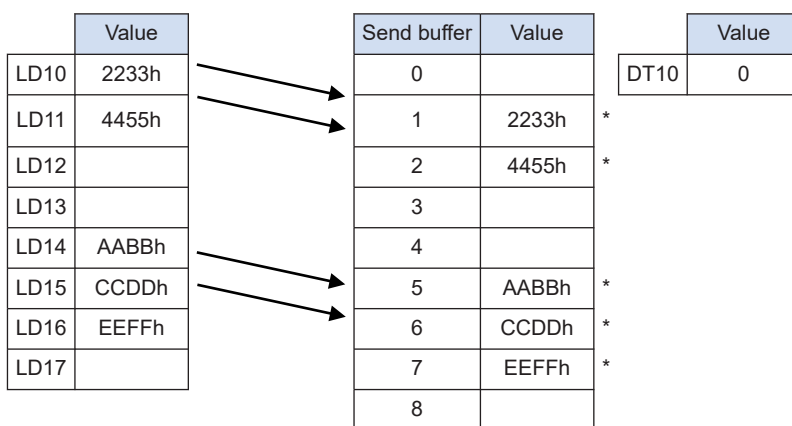 Value Send buffer Value Value
LD10 2233h 0 DT10 0
LD11 4455h 1 2233h *
LD12 2 4455h *
LD13 3
LD14 AABBh 4
LD15 CCDDh 5 AABBh *
LD16 EEFFh 6 CCDDh *
LD17 7 EEFFh *
8